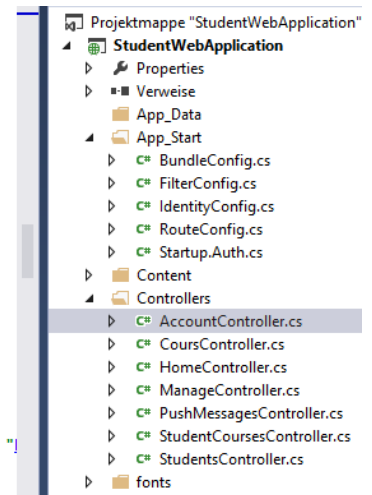 Projektmappe "StudentWebApplication"
StudentWebApplication
Properties
Verweise
App_Data
App_Start
C# BundleConfig.cs
C# FilterConfig.cs
C# IdentityConfig.cs
C# RouteConfig.cs
C# Startup.Auth.cs
Content
Controllers
C# AccountController.cs
C# CoursController.cs
C# HomeController.cs
C# ManageController.cs
C# PushMessagesController.cs
C# StudentCoursesController.cs
C# StudentsController.cs
fonts